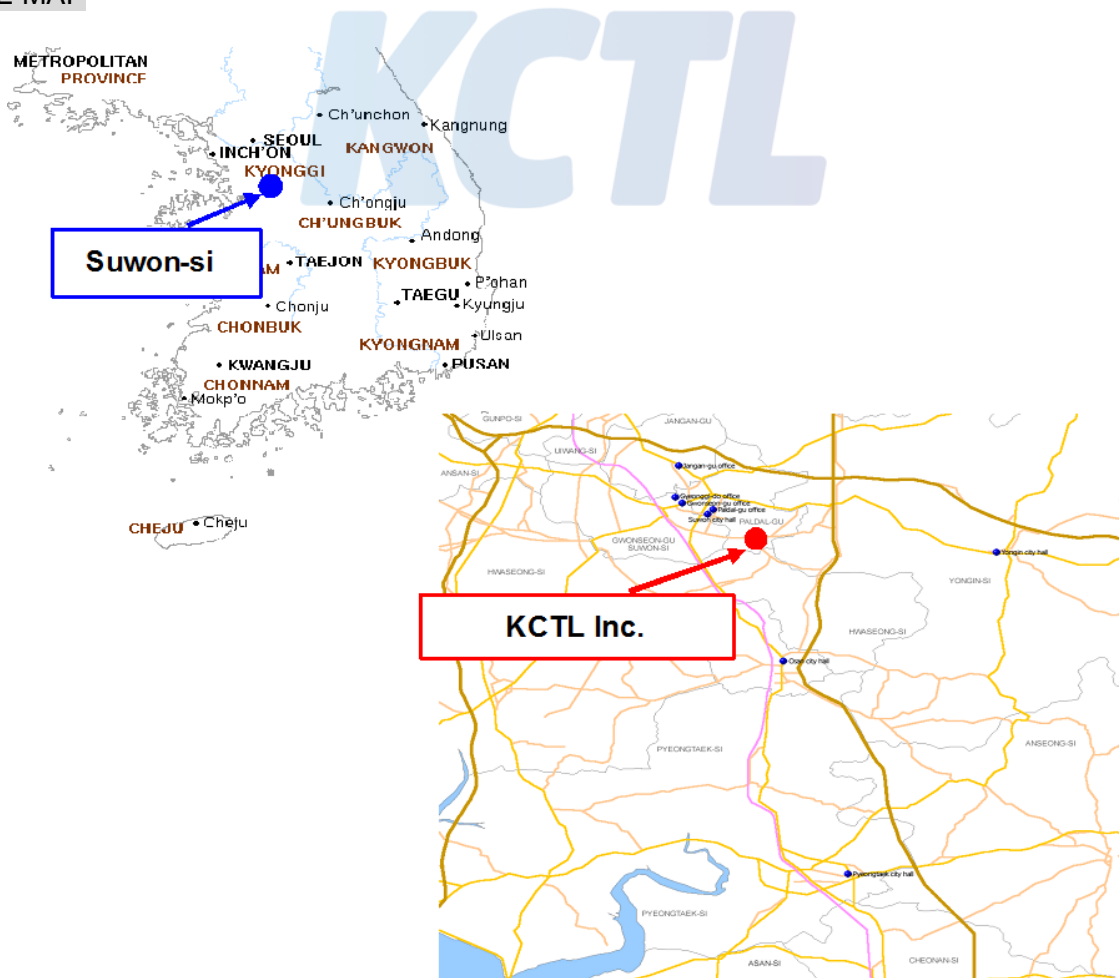 E MAP
KCTL
METROPOLITAN
PROVINCE
Ch'unchon
Kangnung
SEOUL
INCH'ON
KANGWON
KYONGGI
Ch'ongju
CH'UNGBUK
Andong
Suwon-si
AM
TAEJON
KYONGBUK
P'ohan
TAEGU
Kyungju
Chonju
CHONBUK
Ulsan
KYONGNAM
KWANGJU
PUSAN
CHONNAM
Mokp'o
CHEJU
Cheju
GUNPO-SI
JANGAN-GU
UIWANG-SI
ANSAN-SI
Jangan-gu office
Gyeonggi-do office
Gwonseon-gu office
Paldal-gu office
Suwon city hall
PALDAL-GU
GWONSEON-GU
SUWON-SI
Yongin city hall
HWASEONG-SI
YONGIN-SI
KCTL Inc.
HWASEONG-SI
Osan city hall
PYEONGTAEK-SI
ANSEONG-SI
Pyeongtaek city hall
PYEONGTAEK-SI
ASAN-SI
CHEONAN-SI